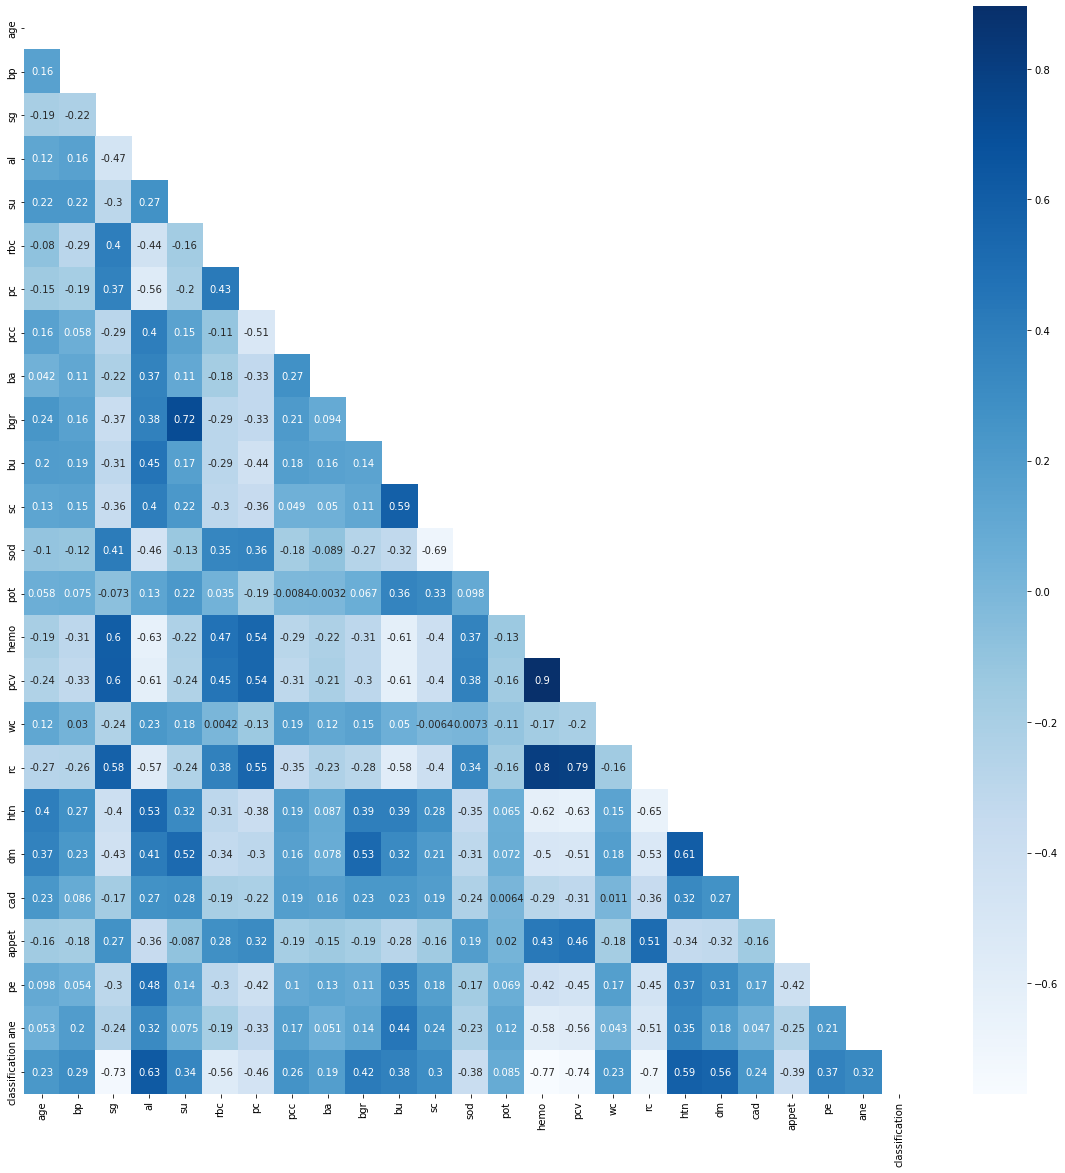 age
bp 0.16
sg -0.19 -0.22
al 0.12 0.16 -0.47
su 0.22 0.22 -0.3 0.27
rbc -0.08 -0.29 0.4 -0.44 -0.16
pc -0.15 -0.19 0.37 -0.56 -0.2 0.43
pcc 0.16 0.058 -0.29 0.4 0.15 -0.11 -0.51
ba 0.042 0.11 -0.22 0.37 0.11 -0.18 -0.33 0.27
bgr 0.24 0.16 -0.37 0.38 0.72 -0.29 -0.33 0.21 0.094
bu 0.2 0.19 -0.31 0.45 0.17 -0.29 -0.44 0.18 0.16 0.14
sc 0.13 0.15 -0.36 0.4 0.22 -0.3 -0.36 0.049 0.05 0.11 0.59
sod -0.1 -0.12 0.41 -0.46 -0.13 0.35 0.36 -0.18 -0.089 -0.27 -0.32 -0.69
pot 0.058 0.075 -0.073 0.13 0.22 0.035 -0.19 -0.0084 -0.0032 0.067 0.36 0.33 0.098
hemo -0.19 -0.31 0.6 -0.63 -0.22 0.47 0.54 -0.29 -0.22 -0.31 -0.61 -0.4 0.37 -0.13
pcv -0.24 -0.33 0.6 -0.61 -0.24 0.45 0.54 -0.31 -0.21 -0.3 -0.61 -0.4 0.38 -0.16 0.9
wc 0.12 0.03 -0.24 0.23 0.18 0.0042 -0.13 0.19 0.12 0.15 0.05 -0.0064 0.0073 -0.11 -0.17 -0.2
rc -0.27 -0.26 0.58 -0.57 -0.24 0.38 0.55 -0.35 -0.23 -0.28 -0.58 -0.4 0.34 -0.16 0.8 0.79 -0.16
htn 0.4 0.27 -0.4 0.53 0.32 -0.31 -0.38 0.19 0.087 0.39 0.39 0.28 -0.35 0.065 -0.62 -0.63 0.15 -0.65
dm 0.37 0.23 -0.43 0.41 0.52 -0.34 -0.3 0.16 0.078 0.53 0.32 0.21 -0.31 0.072 -0.5 -0.51 0.18 -0.53 0.61
cad 0.23 0.086 -0.17 0.27 0.28 -0.19 -0.22 0.19 0.16 0.23 0.23 0.19 -0.24 0.0064 -0.29 -0.31 0.011 -0.36 0.32 0.27
appet -0.16 -0.18 0.27 -0.36 -0.087 0.28 0.32 -0.19 -0.15 -0.19 -0.28 -0.16 0.19 0.02 0.43 0.46 -0.18 0.51 -0.34 -0.32 -0.16
pe 0.098 0.054 -0.3 0.48 0.14 -0.3 -0.42 0.1 0.13 0.11 0.35 0.18 -0.17 0.069 -0.42 -0.45 0.17 -0.45 0.37 0.31 0.17 -0.42
ane 0.053 0.2 -0.24 0.32 0.075 -0.19 -0.33 0.17 0.051 0.14 0.44 0.24 -0.23 0.12 -0.58 -0.56 0.043 -0.51 0.35 0.18 0.047 -0.25 0.21
classification 0.23 0.29 -0.73 0.63 0.34 -0.56 -0.46 0.26 0.19 0.42 0.38 0.3 -0.38 0.085 -0.77 -0.74 0.23 -0.7 0.59 0.56 0.24 -0.39 0.37 0.32
age bp sg al su rbc pc pcc ba bgr bu sc sod pot hemo pcv wc rc htn dm cad appet pe ane classification
0.8
0.6
0.4
0.2
0.0
−0.2
−0.4
−0.6